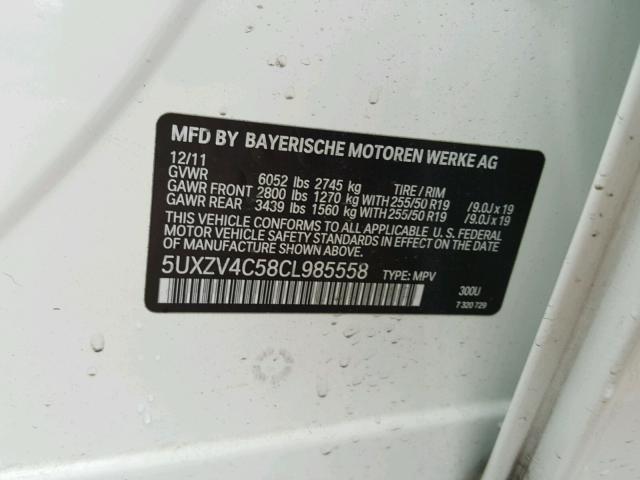 MFD BY BAYERISCHE MOTOREN WERKE AG
12/11
GVWR 6052 lbs 2745 kg TIRE / RIM
GAWR FRONT 2800 lbs 1270 kg WITH 255/50 R19 /9.0J x 19
GAWR REAR 3439 lbs 1560 kg WITH 255/50 R19 /9.0J x 19
THIS VEHICLE CONFORMS TO ALL APPLICABLE U. S. FEDERAL
MOTOR VEHICLE SAFETY STANDARDS IN EFFECT ON THE DATE OF
MANUFACTURE SHOWN ABOVE.
5UXZV4C58CL985558 TYPE: MPV
300U
7 320 729